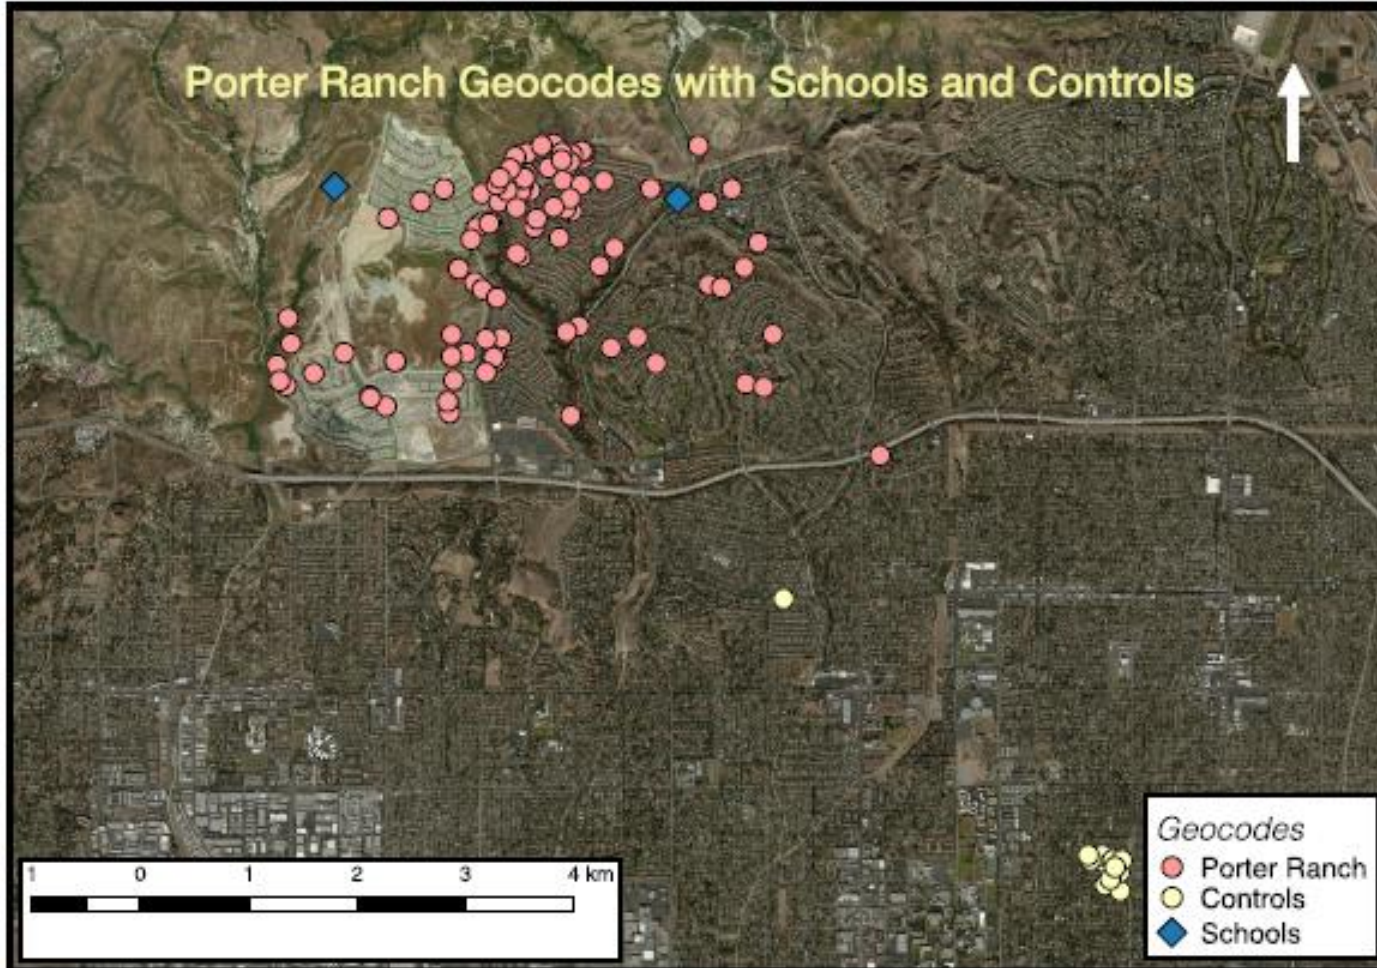 Porter Ranch Geocodes with Schools and Controls
1 0 1 2 3 4 km
Geocodes
Porter Ranch
Controls
Schools